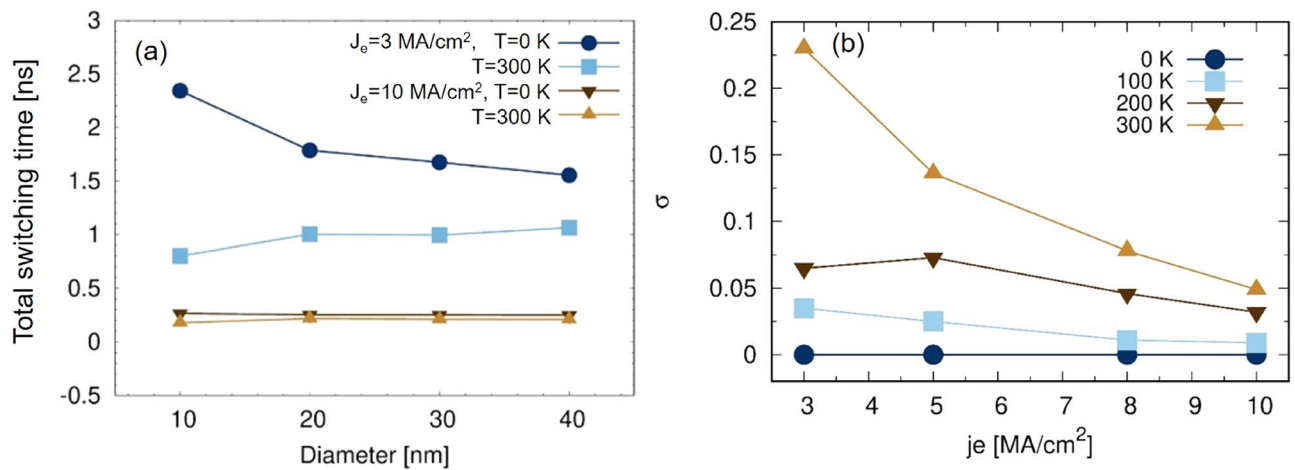 (a)
J_e=3 MA/cm², T=0 K
T=300 K
J_e=10 MA/cm², T=0 K
T=300 K
Total switching time [ns]
3
2.5
2
1.5
1
0.5
0
-0.5
10 20 30 40
Diameter [nm]
(b)
0 K
100 K
200 K
300 K
σ
0.25
0.2
0.15
0.1
0.05
0
3 4 5 6 7 8 9 10
je [MA/cm²]